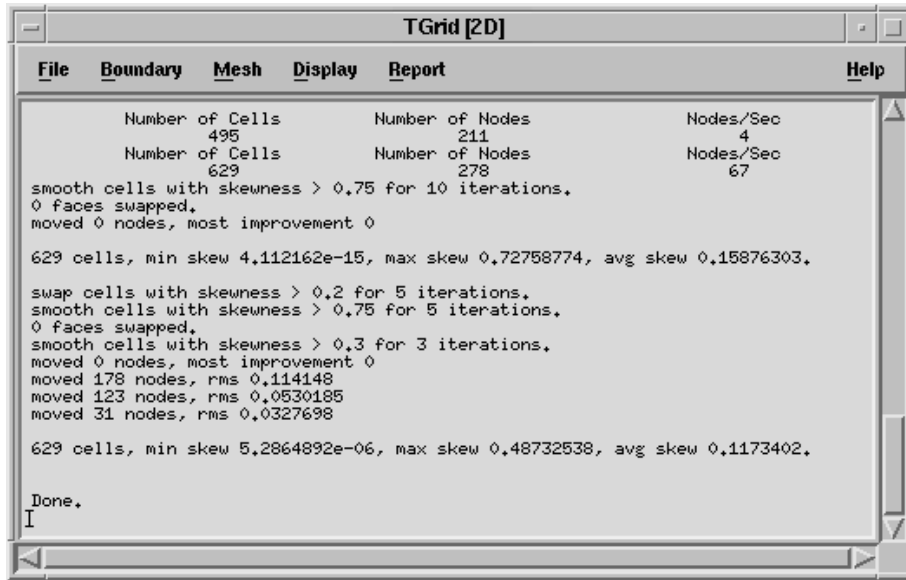 TGrid [2D]
File Boundary Mesh Display Report Help
Number of Cells Number of Nodes Nodes/Sec
495 211 4
Number of Cells Number of Nodes Nodes/Sec
629 278 67
smooth cells with skewness > 0.75 for 10 iterations.
0 faces swapped.
moved 0 nodes, most improvement 0
629 cells, min skew 4.112162e-15, max skew 0.72758774, avg skew 0.15876303.
swap cells with skewness > 0.2 for 5 iterations.
smooth cells with skewness > 0.75 for 5 iterations.
0 faces swapped.
smooth cells with skewness > 0.3 for 3 iterations.
moved 0 nodes, most improvement 0
moved 178 nodes, rms 0.114148
moved 123 nodes, rms 0.0530185
moved 31 nodes, rms 0.0327698
629 cells, min skew 5.2864892e-06, max skew 0.48732538, avg skew 0.1173402.
Done.